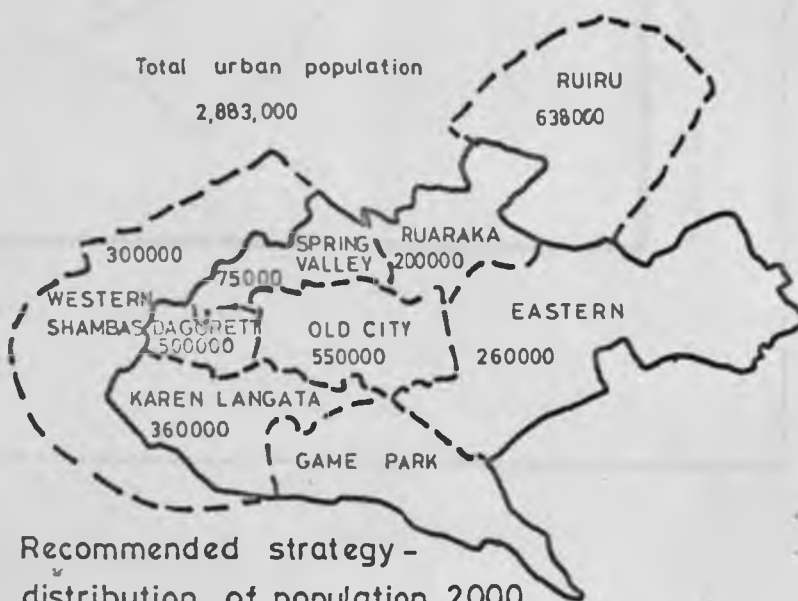 Total urban population
2,883,000
RUIRU
638000
300000
SPRING
VALLEY
75000
RUARAKA
200000
WESTERN
SHAMBAS
DAGORETTI
500000
OLD CITY
550000
EASTERN
260000
KAREN LANGATA
360000
GAME PARK
Recommended strategy -
distribution of population 2000